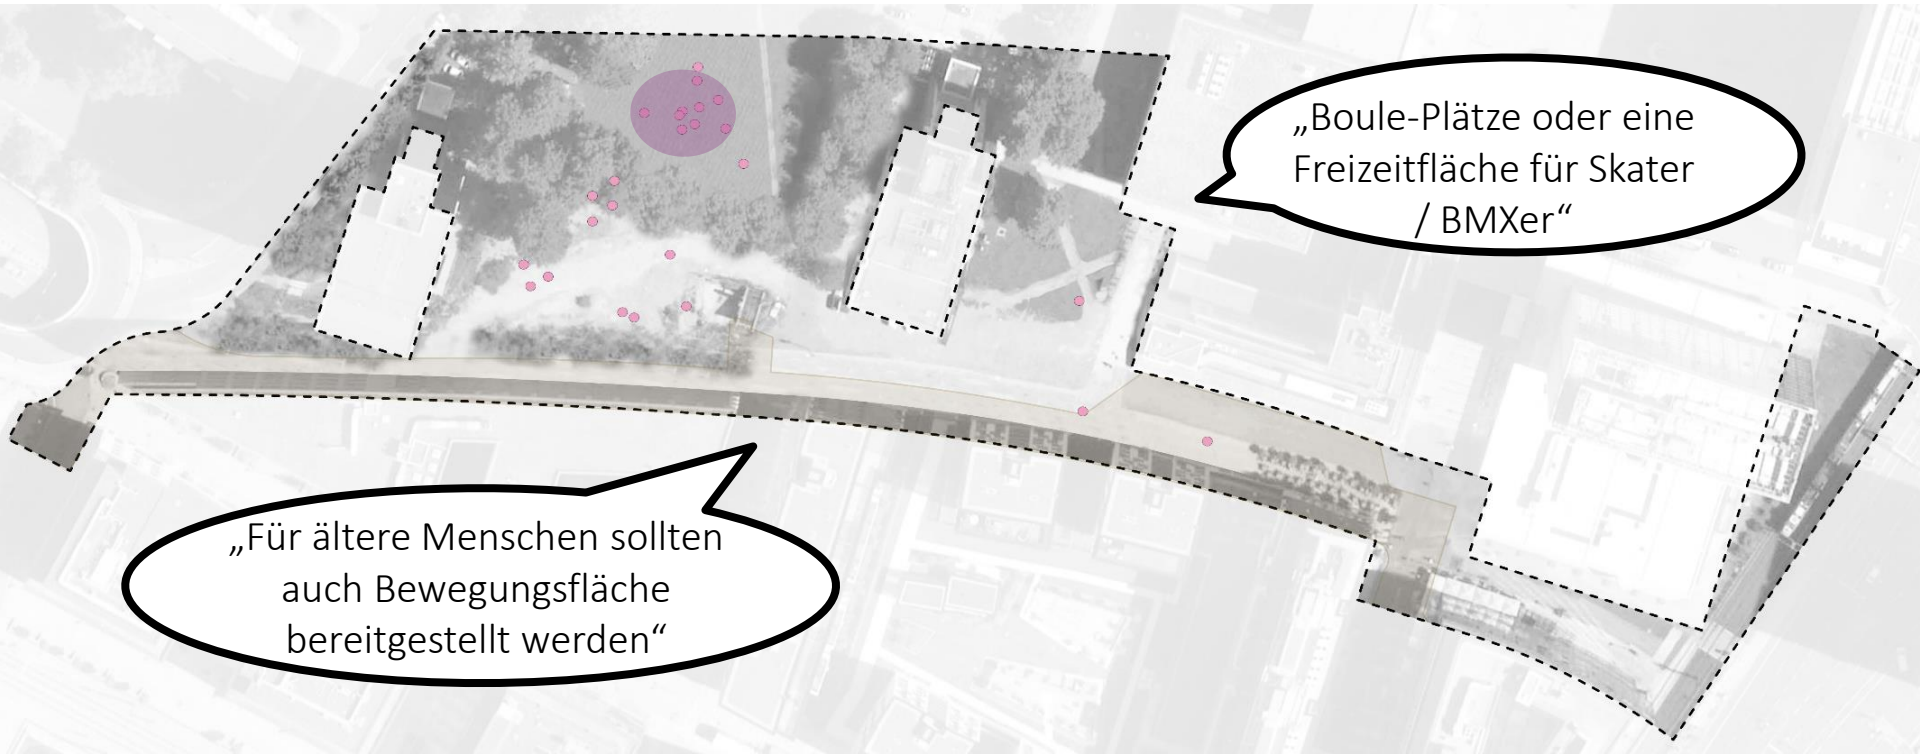 „Boule-Plätze oder eine
Freizeitfläche für Skater
/ BMXer“
„Für ältere Menschen sollten
auch Bewegungsfläche
bereitgestellt werden“